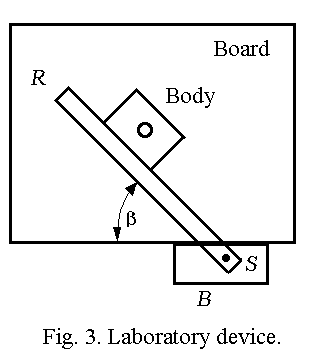 Board
R
Body
β
S
B
Fig. 3. Laboratory device.